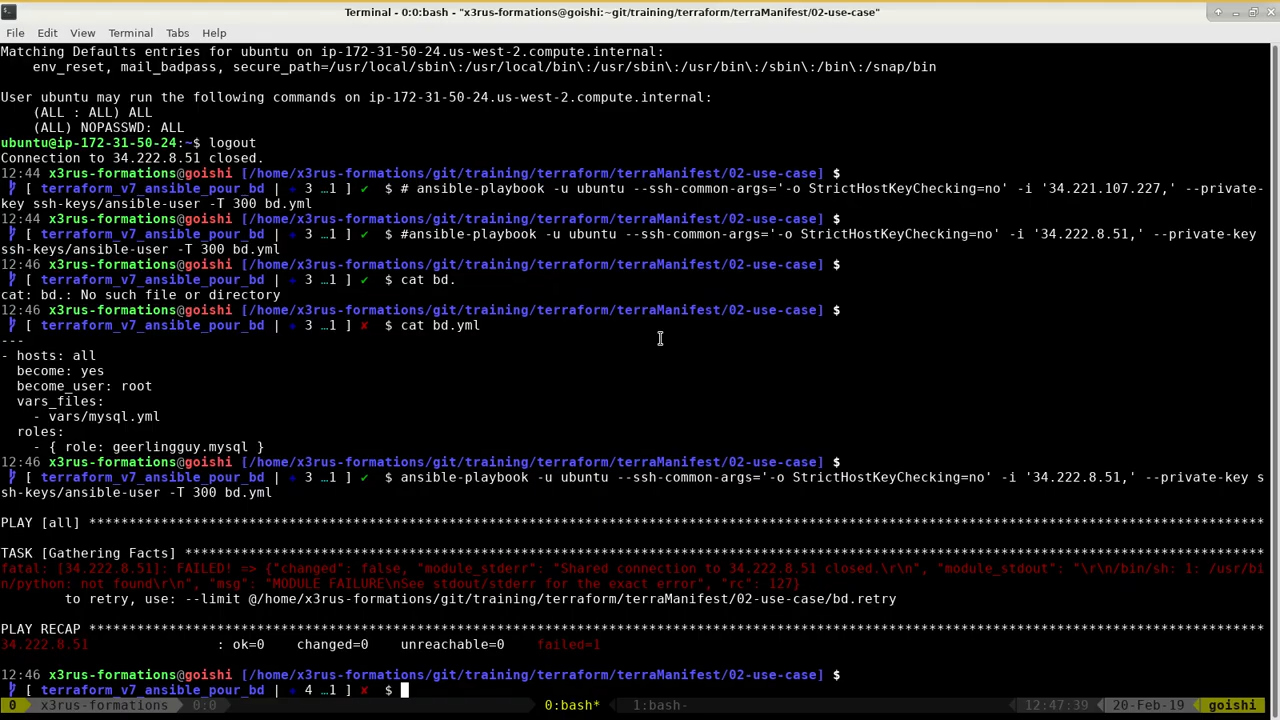 Terminal - 0:0:bash - "x3rus-formations@goishi:~git/training/terraform/terraManifest/02-use-case"
File Edit View Terminal Tabs Help
Matching Defaults entries for ubuntu on ip-172-31-50-24.us-west-2.compute.internal:
env_reset, mail_badpass, secure_path=/usr/local/sbin\:/usr/local/bin\:/usr/sbin\:/usr/bin\:/sbin\:/bin\:/snap/bin
User ubuntu may run the following commands on ip-172-31-50-24.us-west-2.compute.internal:
(ALL : ALL) ALL
(ALL) NOPASSWD: ALL
ubuntu@ip-172-31-50-24:~$ logout
Connection to 34.222.8.51 closed.
12:44 x3rus-formations@goishi [/home/x3rus-formations/git/training/terraform/terraManifest/02-use-case] $
[ terraform_v7_ansible_pour_bd | 3 …1 ] ✔ $ # ansible-playbook -u ubuntu --ssh-common-args='-o StrictHostKeyChecking=no' -i '34.221.107.227,' --private-
key ssh-keys/ansible-user -T 300 bd.yml
12:44 x3rus-formations@goishi [/home/x3rus-formations/git/training/terraform/terraManifest/02-use-case] $
[ terraform_v7_ansible_pour_bd | 3 …1 ] ✔ $ #ansible-playbook -u ubuntu --ssh-common-args='-o StrictHostKeyChecking=no' -i '34.222.8.51,' --private-key
ssh-keys/ansible-user -T 300 bd.yml
12:46 x3rus-formations@goishi [/home/x3rus-formations/git/training/terraform/terraManifest/02-use-case] $
[ terraform_v7_ansible_pour_bd | 3 …1 ] ✔ $ cat bd.
cat: bd.: No such file or directory
12:46 x3rus-formations@goishi [/home/x3rus-formations/git/training/terraform/terraManifest/02-use-case] $
[ terraform_v7_ansible_pour_bd | 3 …1 ] ✘ $ cat bd.yml
---
- hosts: all
become: yes
become_user: root
vars_files:
- vars/mysql.yml
roles:
- { role: geerlingguy.mysql }
12:46 x3rus-formations@goishi [/home/x3rus-formations/git/training/terraform/terraManifest/02-use-case] $
[ terraform_v7_ansible_pour_bd | 3 …1 ] ✔ $ ansible-playbook -u ubuntu --ssh-common-args='-o StrictHostKeyChecking=no' -i '34.222.8.51,' --private-key s
sh-keys/ansible-user -T 300 bd.yml
PLAY [all] ***************************************************************************************************************************************************
TASK [Gathering Facts] ***************************************************************************************************************************************
fatal: [34.222.8.51]: FAILED! => {"changed": false, "module_stderr": "Shared connection to 34.222.8.51 closed.\r\n", "module_stdout": "\r\n/bin/sh: 1: /usr/bi
n/python: not found\r\n", "msg": "MODULE FAILURE\nSee stdout/stderr for the exact error", "rc": 127}
to retry, use: --limit @/home/x3rus-formations/git/training/terraform/terraManifest/02-use-case/bd.retry
PLAY RECAP ***************************************************************************************************************************************************
34.222.8.51 : ok=0 changed=0 unreachable=0 failed=1
12:46 x3rus-formations@goishi [/home/x3rus-formations/git/training/terraform/terraManifest/02-use-case] $
[ terraform_v7_ansible_pour_bd | 4 …1 ] ✘ $
0 x3rus-formations 0:0 0:bash* 1:bash- 12:47:39 20-Feb-19 goishi